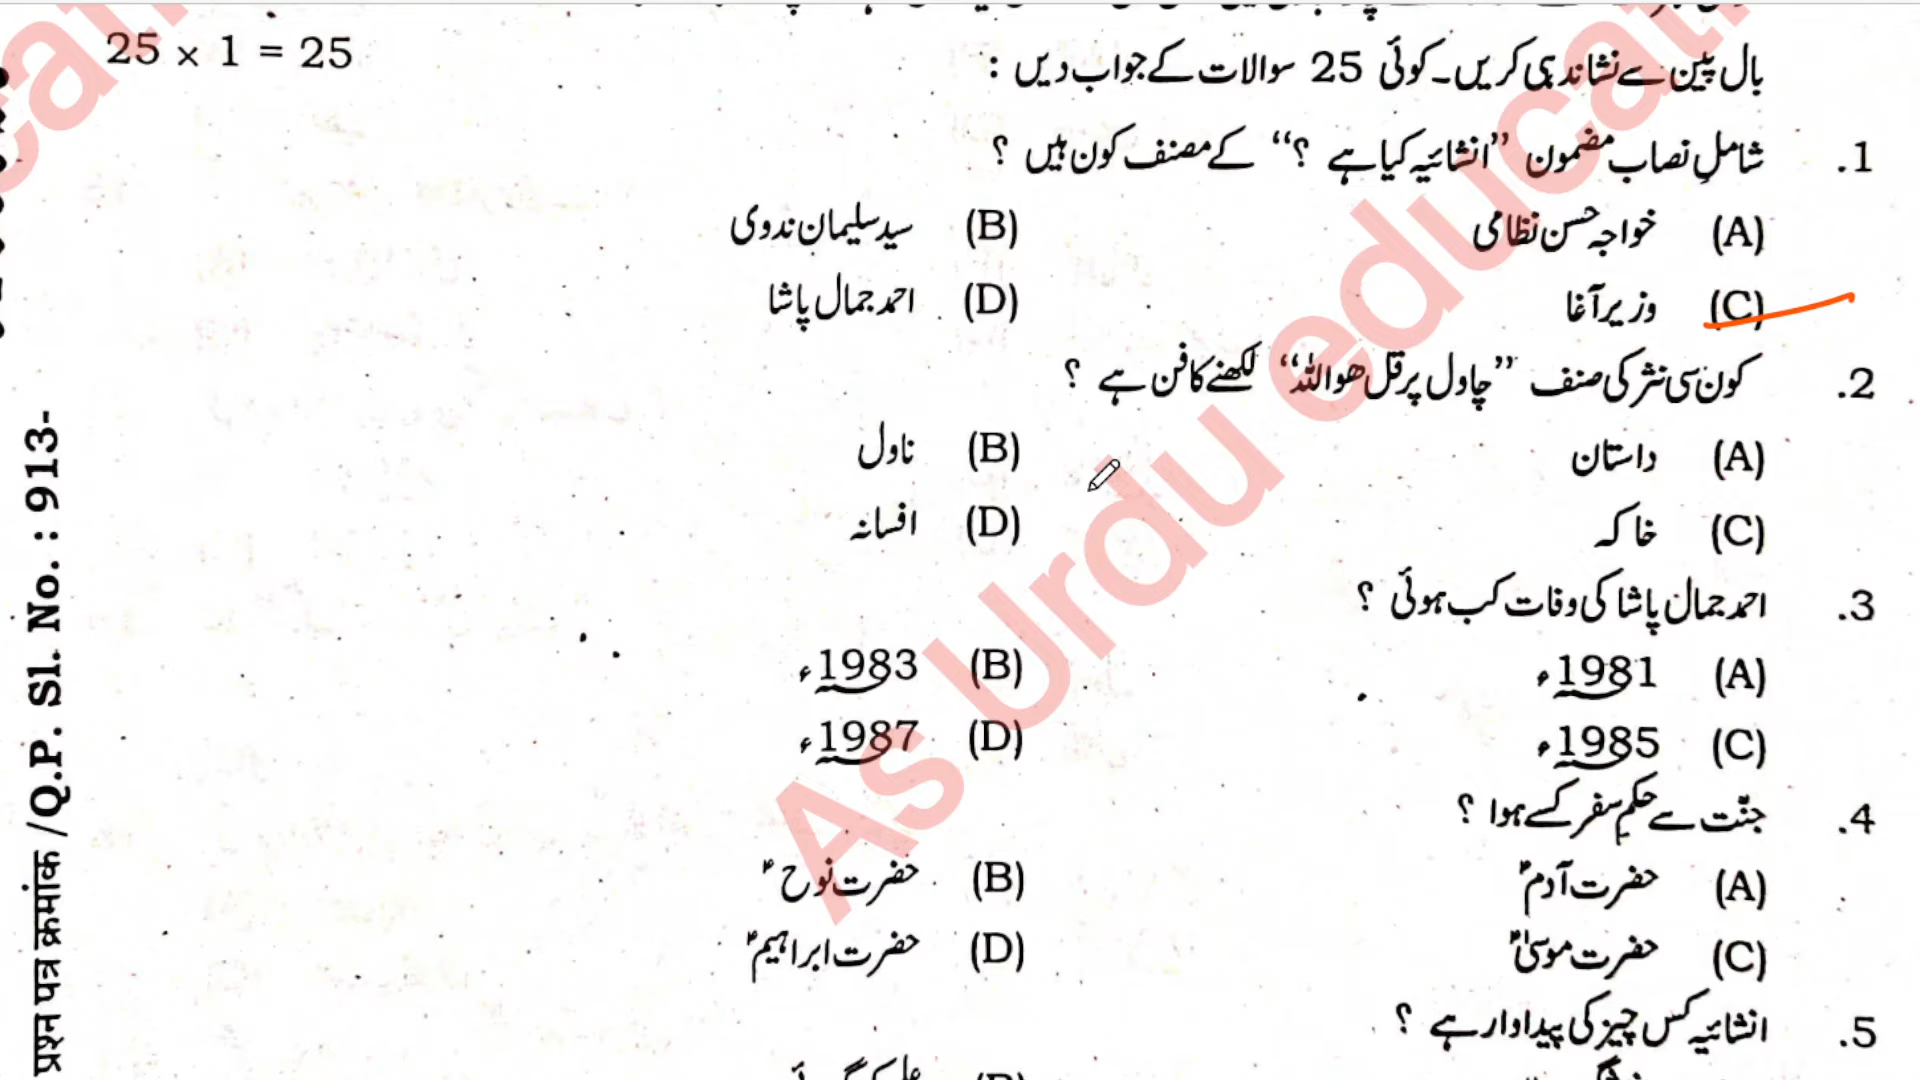 25 × 1 = 25
بال پین سے نشاندہی کریں۔ کوئی 25 سوالات کے جواب دیں :
1. شاملِ نصاب مضمون ’’انشائیہ کیا ہے ؟‘‘ کے مصنف کون ہیں ؟
(A) خواجہ حسن نظامی (B) سید سلیمان ندوی
(C) وزیر آغا (D) احمد جمال پاشا
2. کون سی نثر کی صنف ’’چاول پر قل ھو اللہ‘‘ لکھنے کا فن ہے ؟
(A) داستان (B) ناول
(C) خاکہ (D) افسانہ
3. احمد جمال پاشا کی وفات کب ہوئی ؟
(A) 1981ء (B) 1983ء
(C) 1985ء (D) 1987ء
4. جنّت سے حکمِ سفر کسے ہوا ؟
(A) حضرت آدمؑ (B) حضرت نوحؑ
(C) حضرت موسیٰؑ (D) حضرت ابراہیمؑ
5. انشائیہ کس چیز کی پیداوار ہے ؟
(B)
प्रश्न पत्र क्रमांक /Q.P. Sl. No. : 913-
As Urdu educati